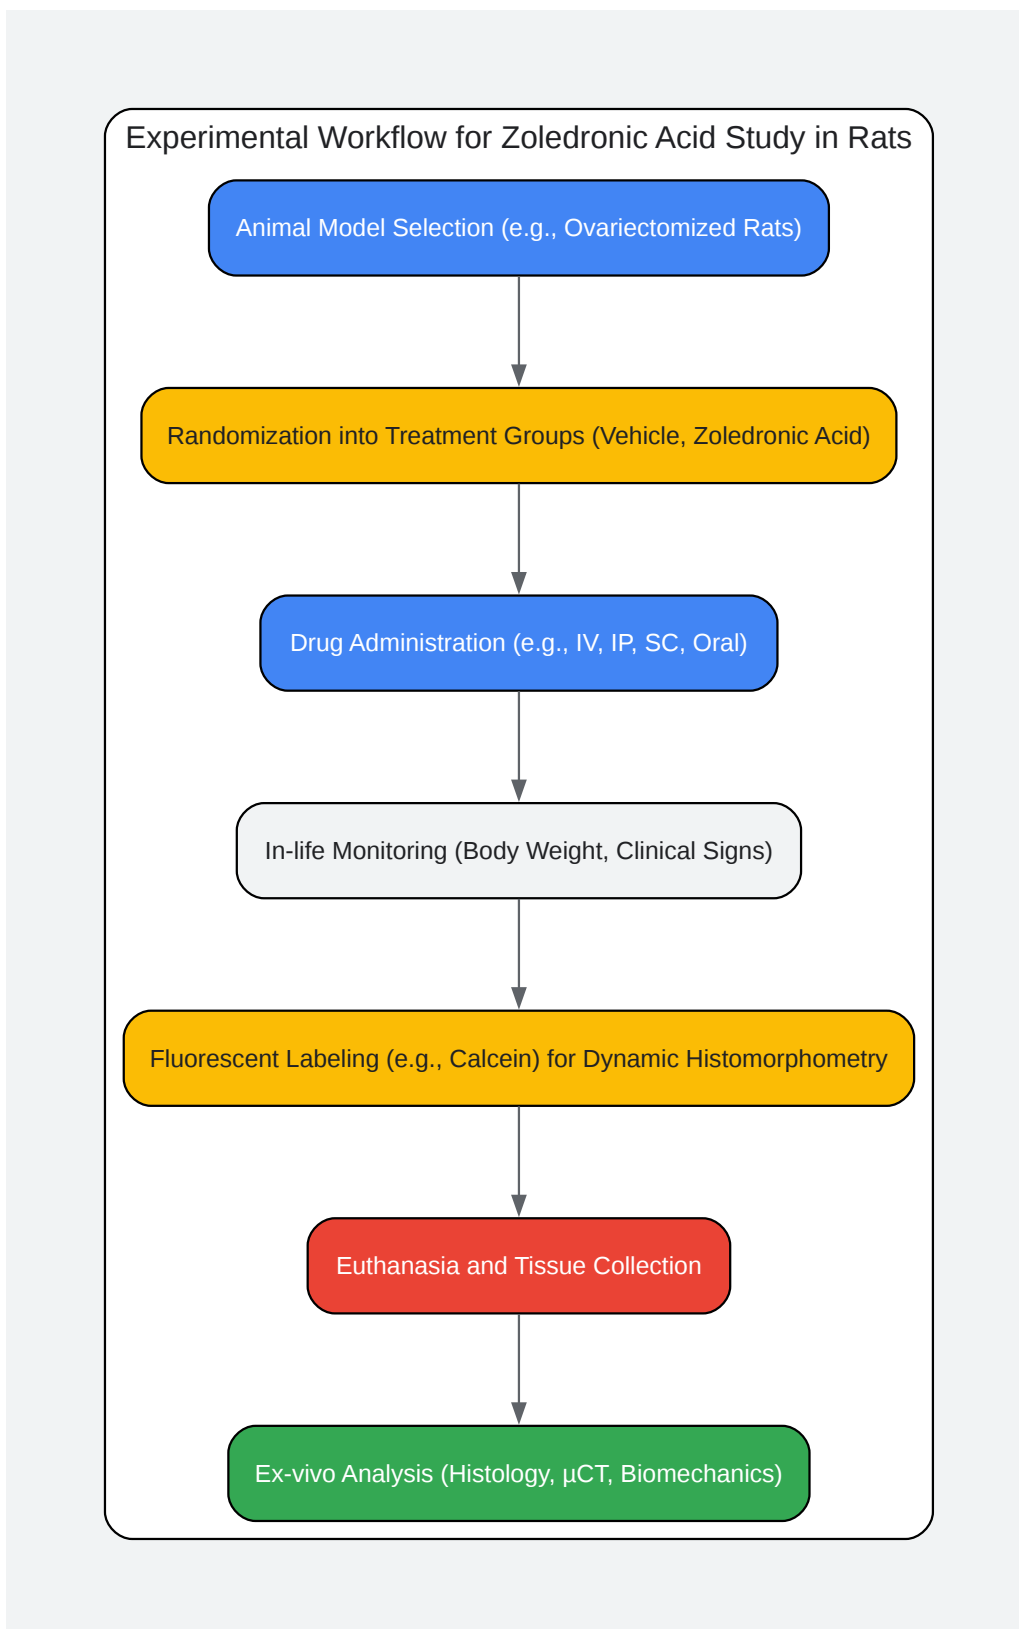 Experimental Workflow for Zoledronic Acid Study in Rats
Animal Model Selection (e.g., Ovariectomized Rats)
Randomization into Treatment Groups (Vehicle, Zoledronic Acid)
Drug Administration (e.g., IV, IP, SC, Oral)
In-life Monitoring (Body Weight, Clinical Signs)
Fluorescent Labeling (e.g., Calcein) for Dynamic Histomorphometry
Euthanasia and Tissue Collection
Ex-vivo Analysis (Histology, µCT, Biomechanics)